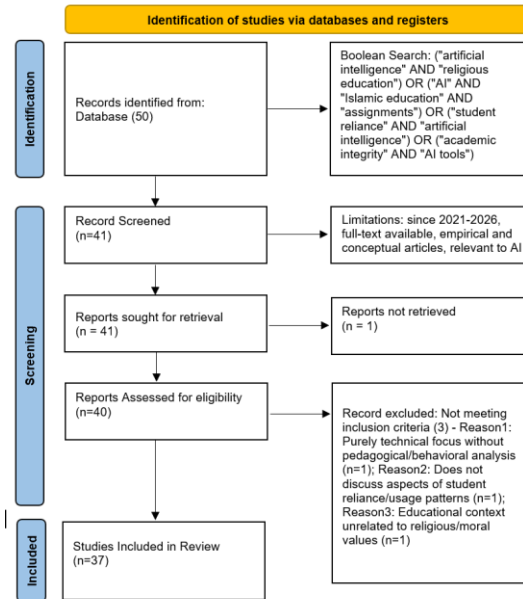 Identification of studies via databases and registers
Identification
Records identified from:
Database (50)
Boolean Search: ("artificial
intelligence" AND "religious
education") OR ("AI" AND
"Islamic education" AND
"assignments") OR ("student
reliance" AND "artificial
intelligence") OR ("academic
integrity" AND "AI tools")
Screening
Record Screened
(n=41)
Limitations: since 2021-2026,
full-text available, empirical and
conceptual articles, relevant to AI
Reports sought for retrieval
(n = 41)
Reports not retrieved
(n = 1)
Reports Assessed for eligibility
(n=40)
Record excluded: Not meeting
inclusion criteria (3) - Reason1:
Purely technical focus without
pedagogical/behavioral analysis
(n=1); Reason2: Does not
discuss aspects of student
reliance/usage patterns (n=1);
Reason3: Educational context
unrelated to religious/moral
values (n=1)
Included
Studies Included in Review
(n=37)